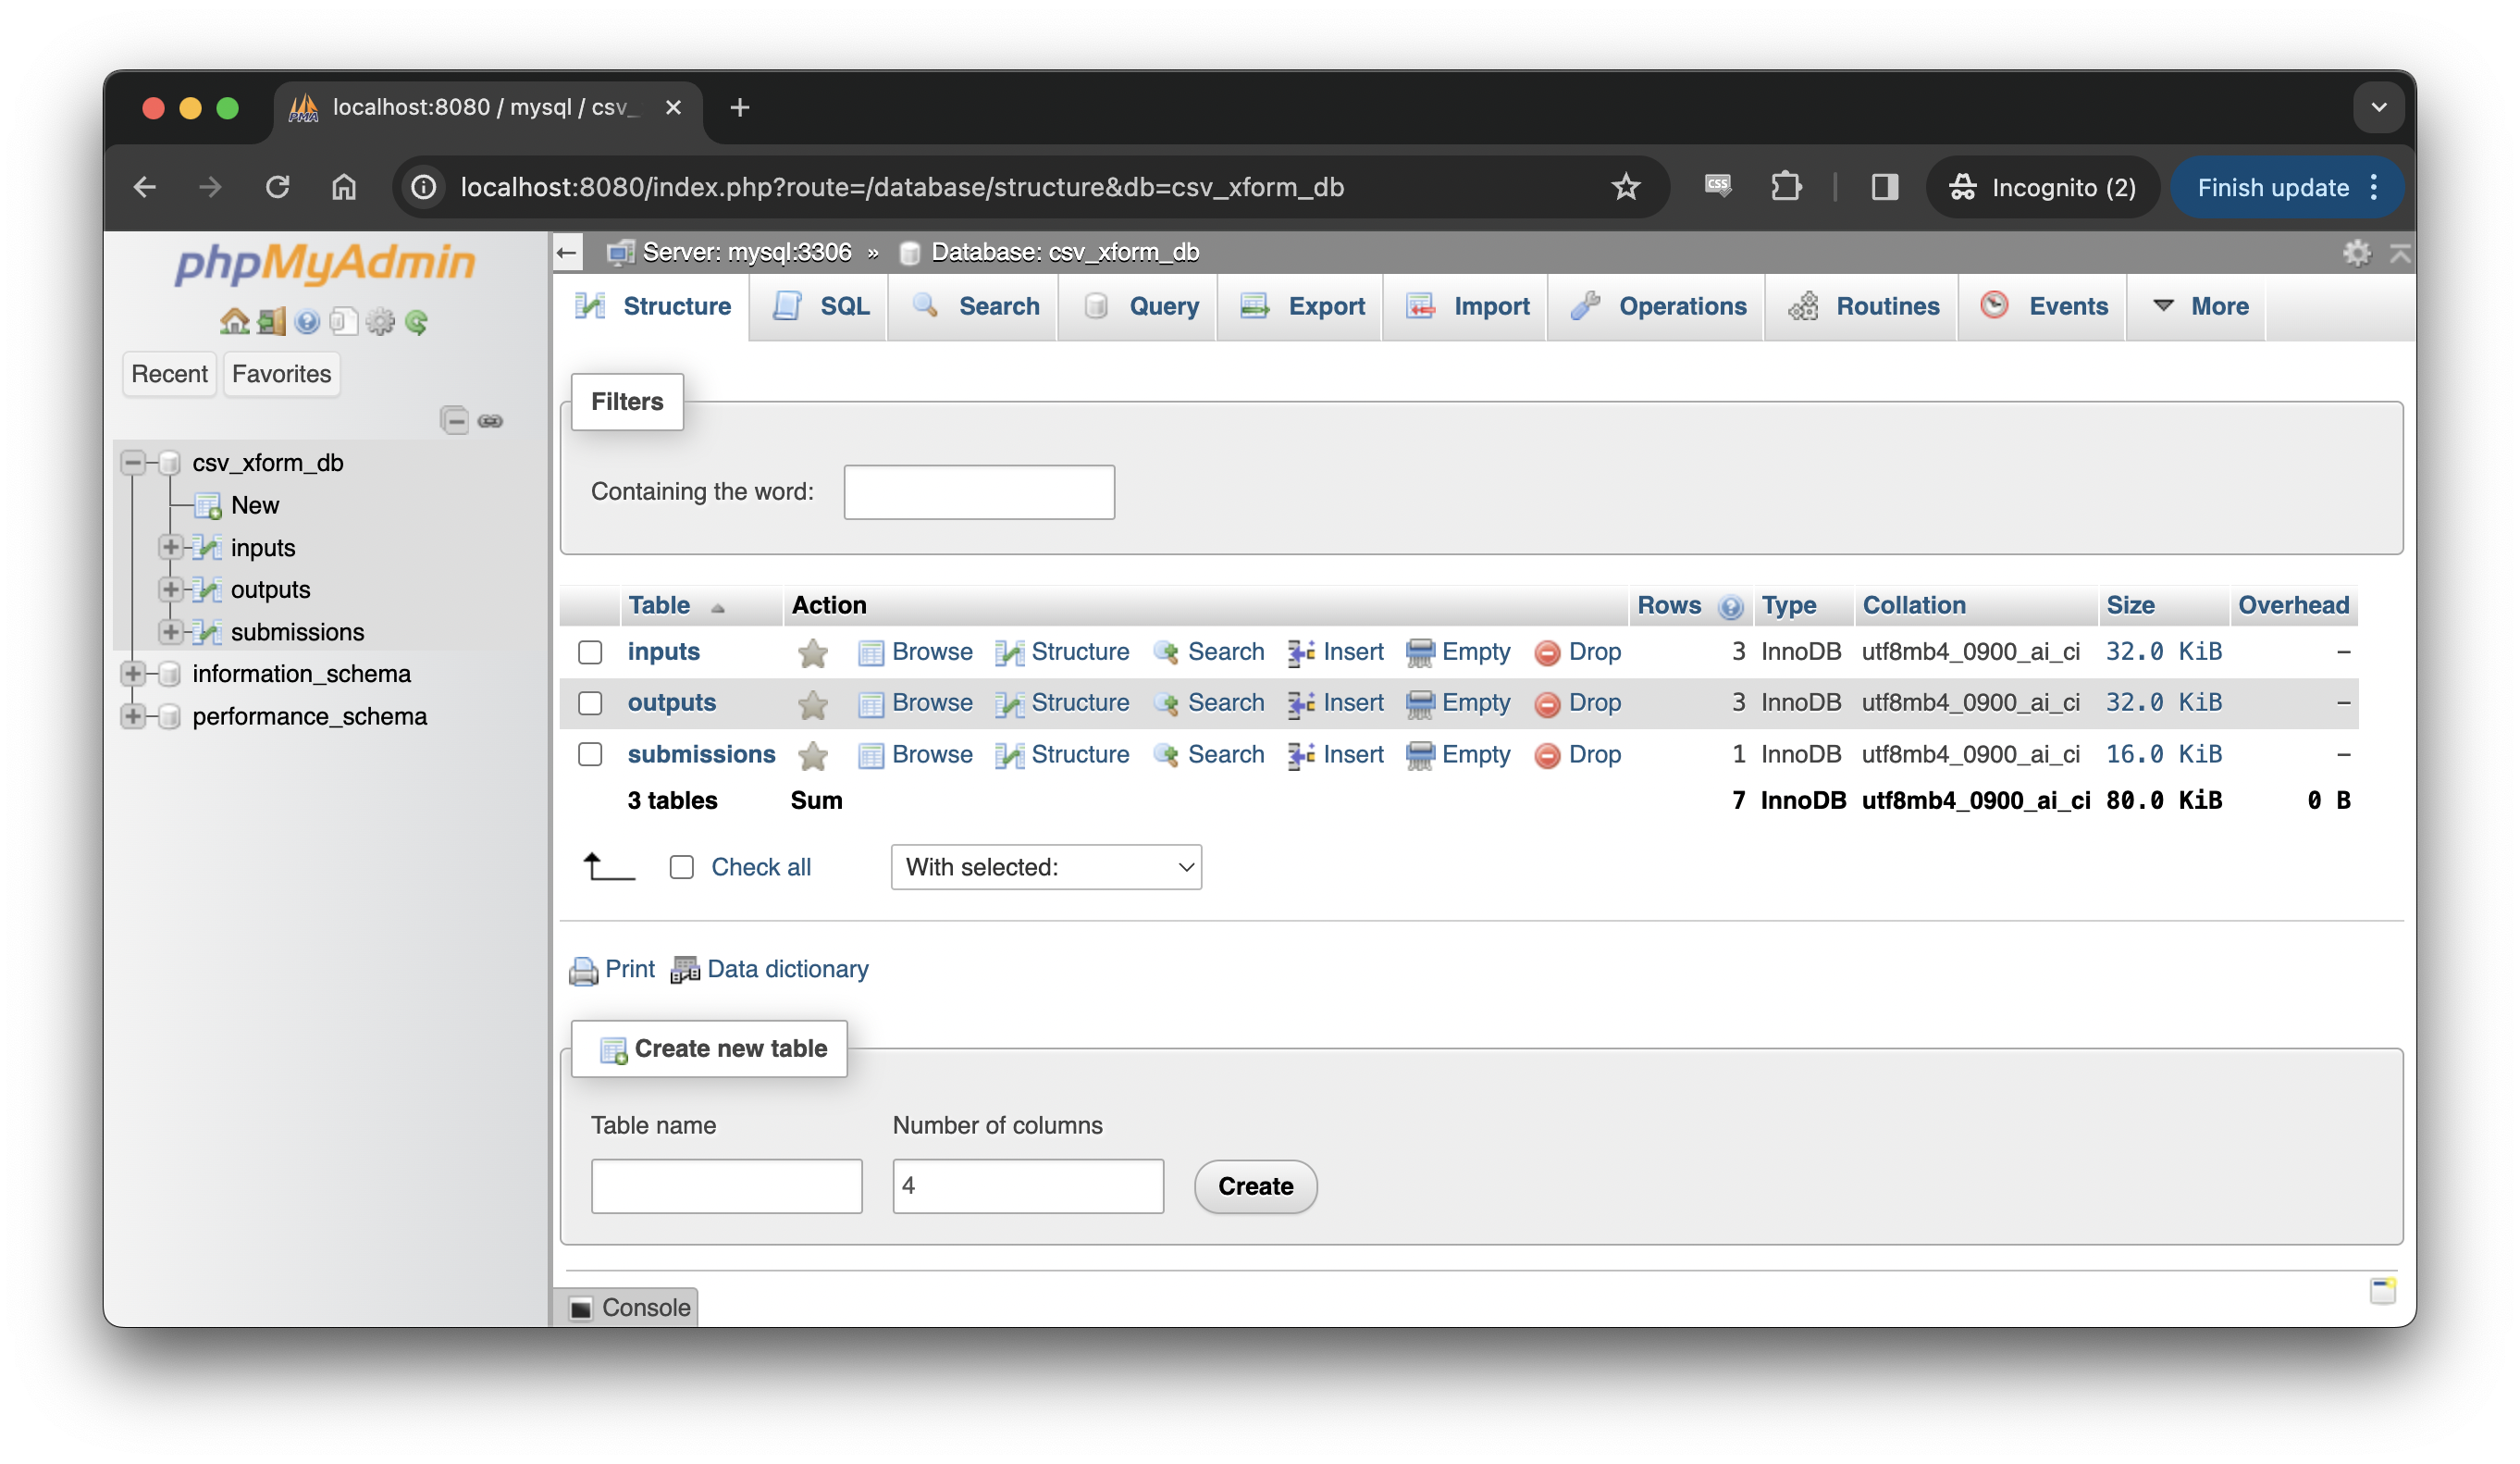 localhost:8080 / mysql / csv_
localhost:8080/index.php?route=/database/structure&db=csv_xform_db
CSS
Incognito (2)
Finish update
phpMyAdmin
Recent Favorites
csv_xform_db
New
inputs
outputs
submissions
information_schema
performance_schema
Server: mysql:3306 » Database: csv_xform_db
Structure SQL Search Query Export Import Operations Routines Events More
Filters
Containing the word:
Table Action Rows Type Collation Size Overhead
inputs Browse Structure Search Insert Empty Drop 3 InnoDB utf8mb4_0900_ai_ci 32.0 KiB –
outputs Browse Structure Search Insert Empty Drop 3 InnoDB utf8mb4_0900_ai_ci 32.0 KiB –
submissions Browse Structure Search Insert Empty Drop 1 InnoDB utf8mb4_0900_ai_ci 16.0 KiB –
3 tables Sum 7 InnoDB utf8mb4_0900_ai_ci 80.0 KiB 0 B
Check all With selected:
Print Data dictionary
Create new table
Table name Number of columns
4 Create
Console